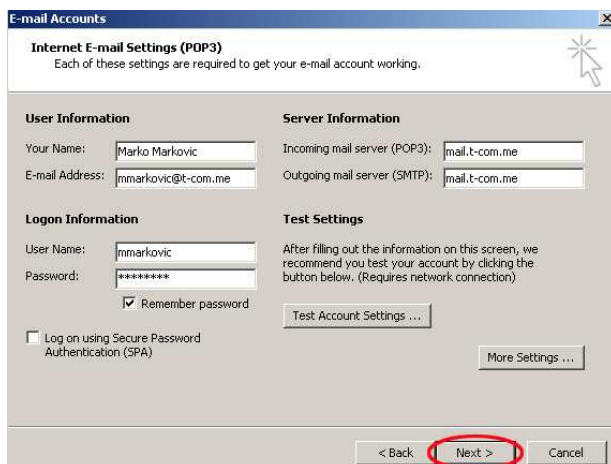 E-mail Accounts
Internet E-mail Settings (POP3)
Each of these settings are required to get your e-mail account working.
User Information
Your Name: Marko Markovic
E-mail Address: mmarkovic@t-com.me
Server Information
Incoming mail server (POP3): mail.t-com.me
Outgoing mail server (SMTP): mail.t-com.me
Logon Information
User Name: mmarkovic
Password: ********
Remember password
Log on using Secure Password
Authentication (SPA)
Test Settings
After filling out the information on this screen, we
recommend you test your account by clicking the
button below. (Requires network connection)
Test Account Settings ...
More Settings ...
< Back
Next >
Cancel